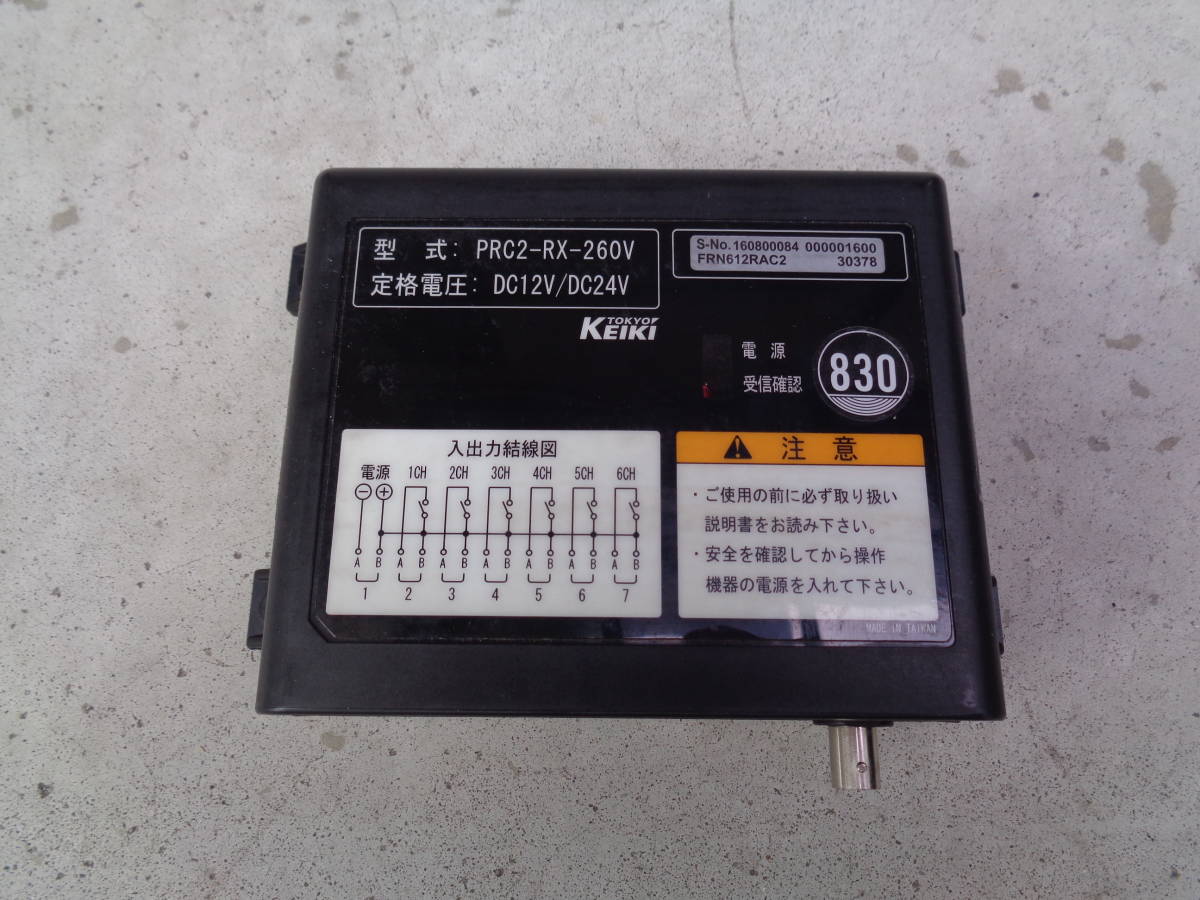 型 式: PRC2-RX-260V
定格電圧: DC12V/DC24V
S-No.160800084 000001600
FRN612RAC2 30378
TOKYO
KEIKI
電 源
受信確認
830
入出力結線図
電源 1CH 2CH 3CH 4CH 5CH 6CH
⊖ ⊕
A B A B A B A B A B A B A B
1 2 3 4 5 6 7
注 意
・ご使用の前に必ず取り扱い
説明書をお読み下さい。
・安全を確認してから操作
機器の電源を入れて下さい。
MADE IN TAIWAN